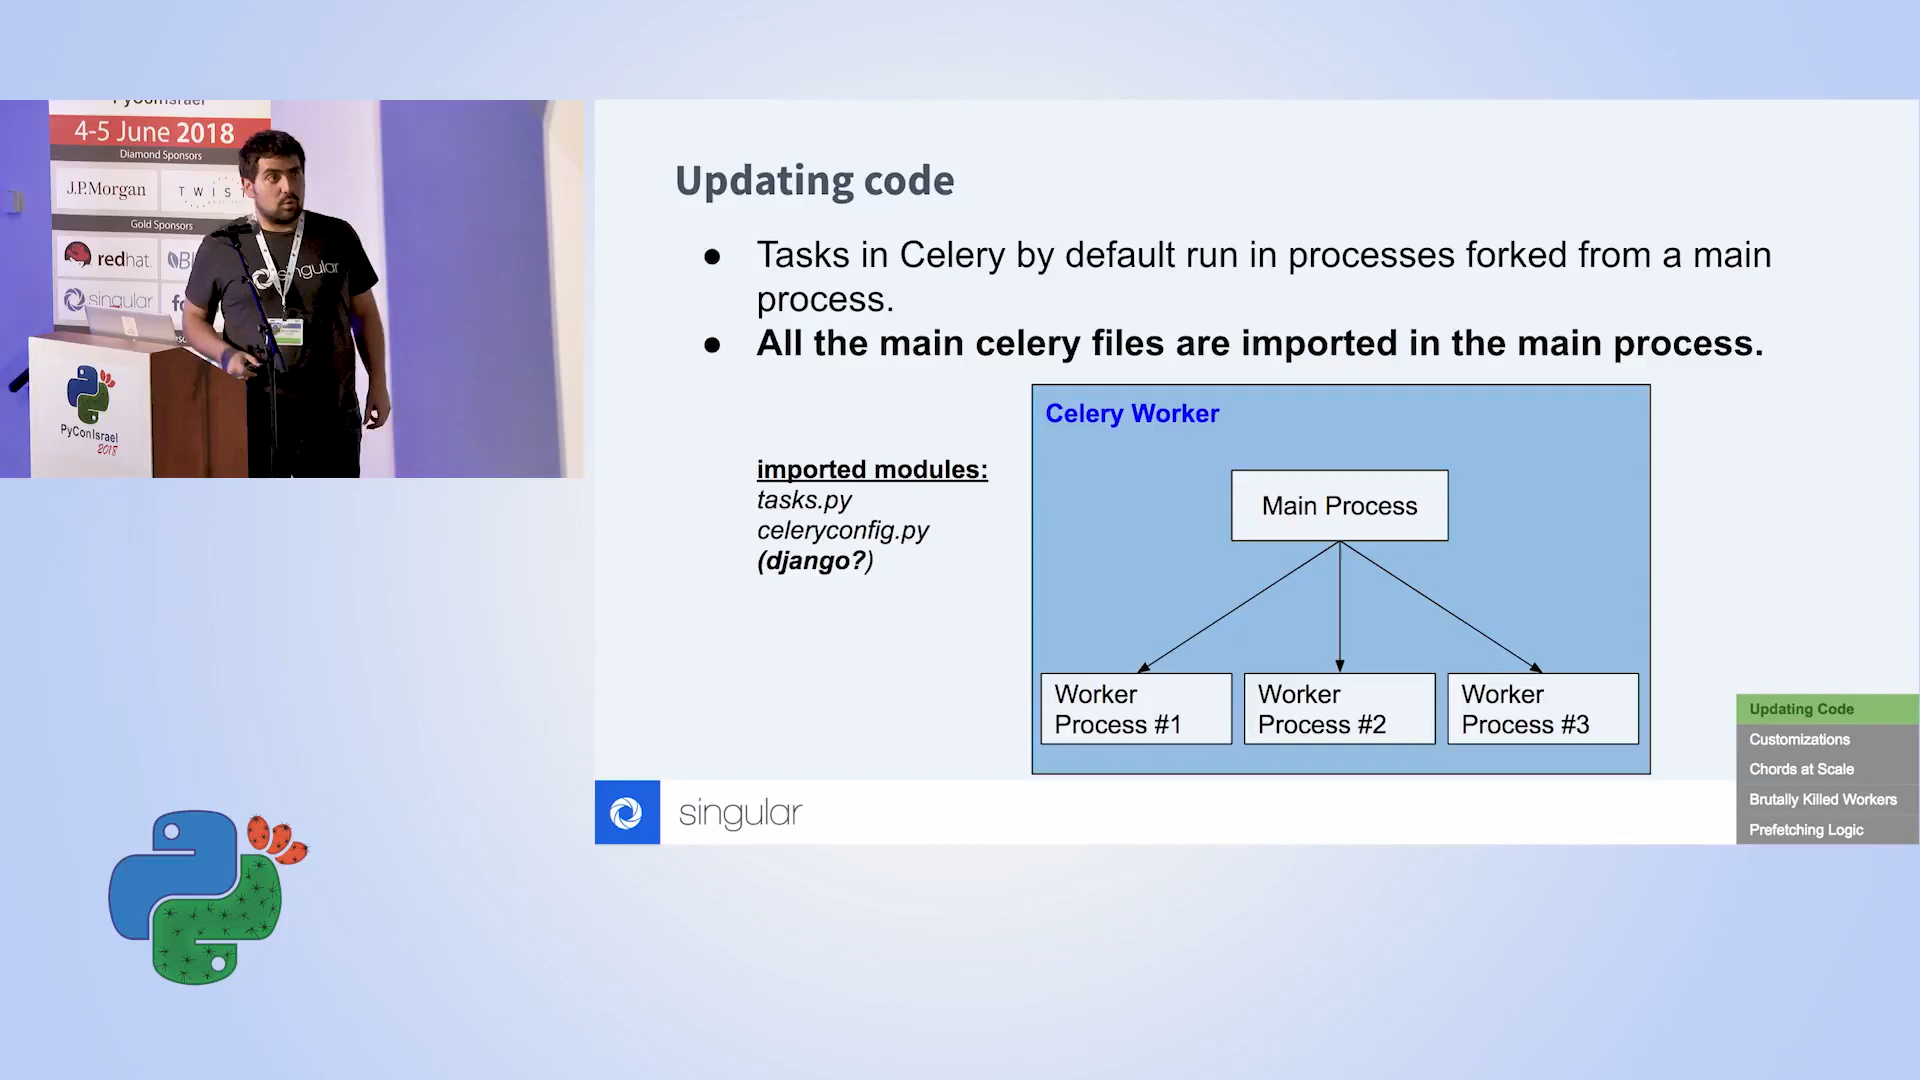 PyConIsrael
4-5 June 2018
Diamond Sponsors
J.P.Morgan
TWIS
Gold Sponsors
redhat.
singular
singular
PyConIsrael
2018
Updating code
● Tasks in Celery by default run in processes forked from a main
process.
● All the main celery files are imported in the main process.
imported modules:
tasks.py
celeryconfig.py
(django?)
Celery Worker
Main Process
Worker
Process #1
Worker
Process #2
Worker
Process #3
singular
Updating Code
Customizations
Chords at Scale
Brutally Killed Workers
Prefetching Logic